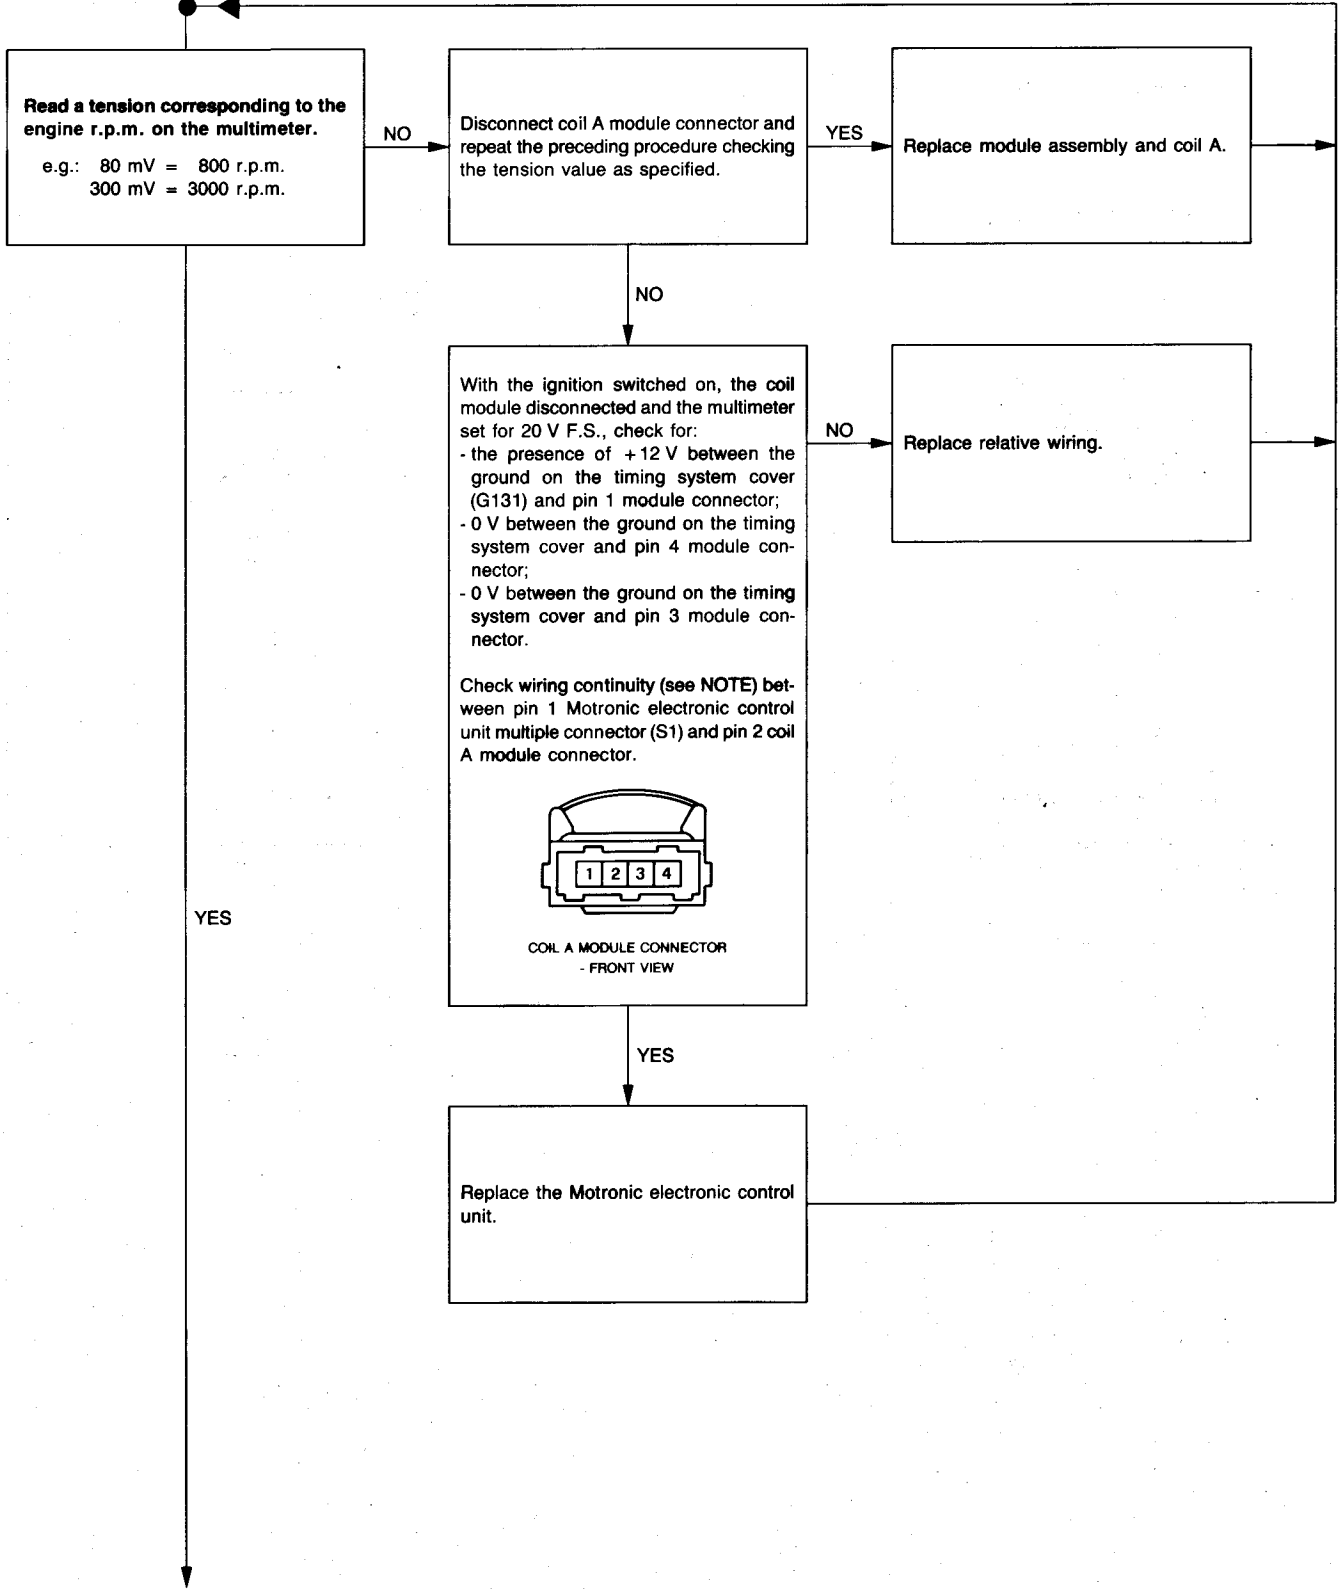 Read a tension corresponding to the
engine r.p.m. on the multimeter.
e.g.: 80 mV = 800 r.p.m.
300 mV = 3000 r.p.m.
NO
Disconnect coil A module connector and
repeat the preceding procedure checking
the tension value as specified.
YES
Replace module assembly and coil A.
NO
With the ignition switched on, the coil
module disconnected and the multimeter
set for 20 V F.S., check for:
- the presence of +12 V between the
ground on the timing system cover
(G131) and pin 1 module connector;
- 0 V between the ground on the timing
system cover and pin 4 module con-
nector;
- 0 V between the ground on the timing
system cover and pin 3 module con-
nector.
Check wiring continuity (see NOTE) bet-
ween pin 1 Motronic electronic control
unit multiple connector (S1) and pin 2 coil
A module connector.
1 2 3 4
COIL A MODULE CONNECTOR
- FRONT VIEW
NO
Replace relative wiring.
YES
YES
Replace the Motronic electronic control
unit.